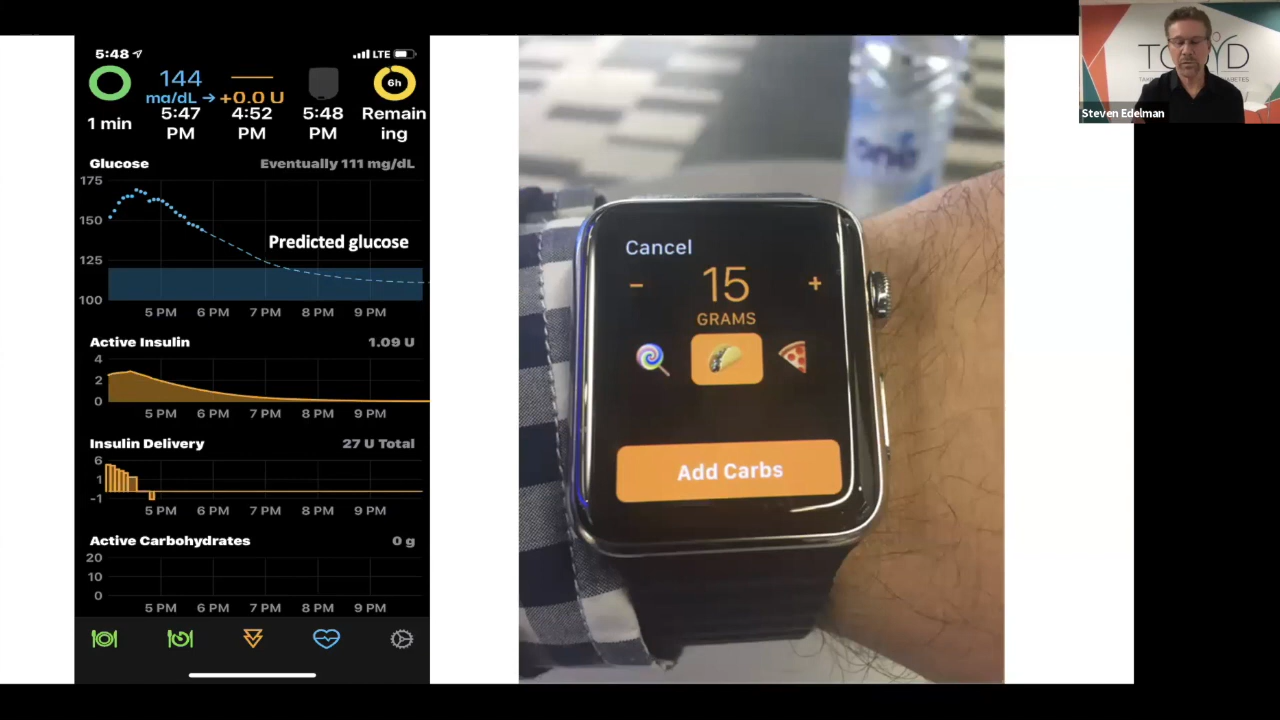 5:48
LTE
144
mg/dL → +0.0 U
6h
1 min
5:47 PM
4:52 PM
5:48 PM
Remaining
Glucose
Eventually 111 mg/dL
175
150
125
100
Predicted glucose
5 PM 6 PM 7 PM 8 PM 9 PM
Active Insulin
1.09 U
4
2
0
5 PM 6 PM 7 PM 8 PM 9 PM
Insulin Delivery
27 U Total
6
1
-1
5 PM 6 PM 7 PM 8 PM 9 PM
Active Carbohydrates
0 g
20
10
0
5 PM 6 PM 7 PM 8 PM 9 PM
Cancel
- 15 +
GRAMS
Add Carbs
Steven Edelman